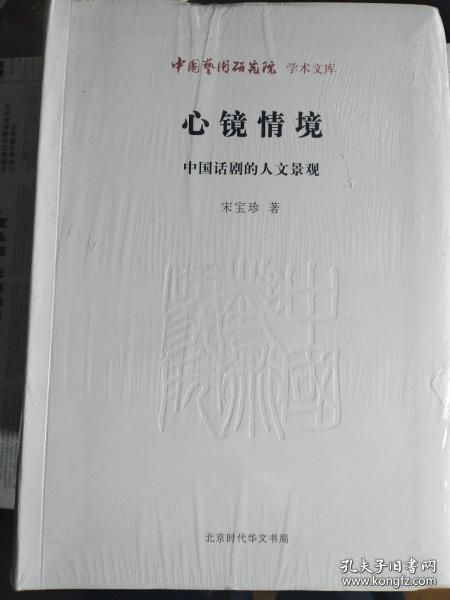 中国艺术研究院 学术文库
心镜情境
中国话剧的人文景观
宋宝珍 著
北京时代华文书局
孔夫子旧书网
www.kongfz.com